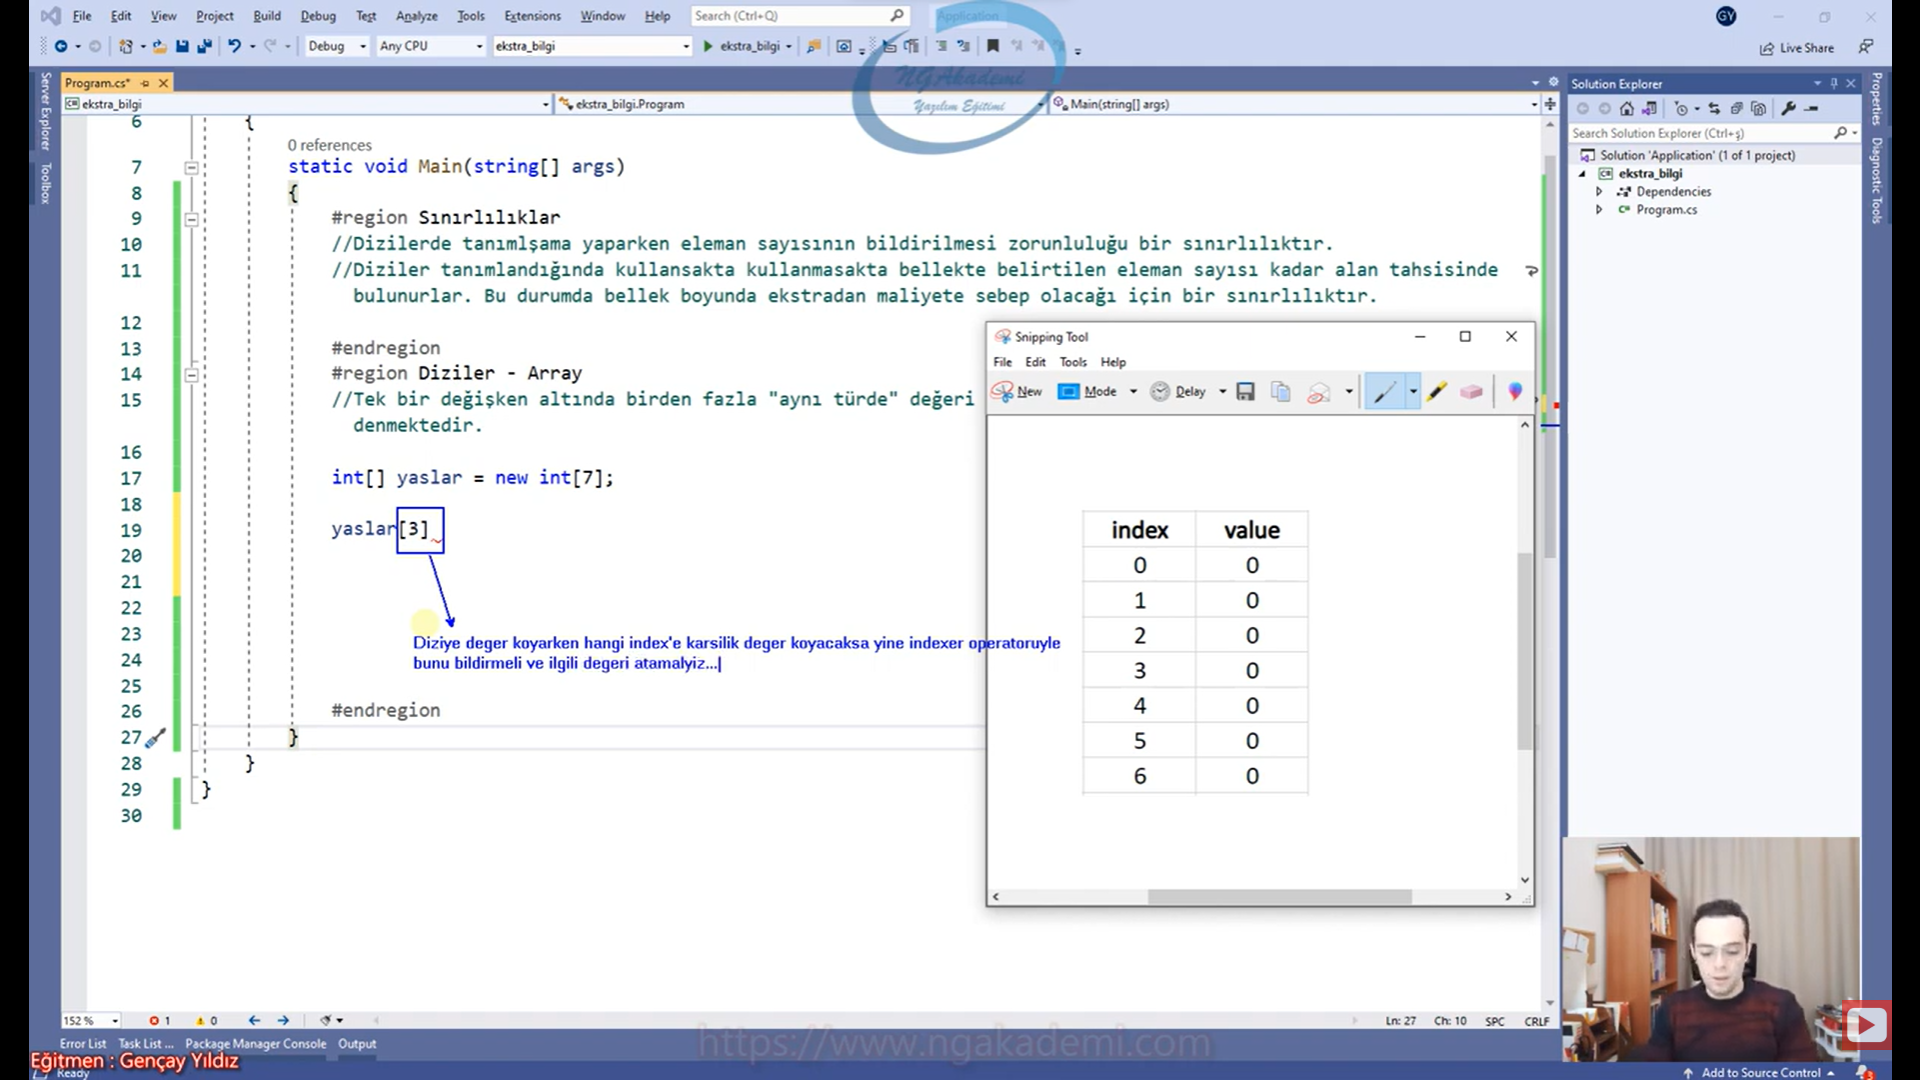 File Edit View Project Build Debug Test Analyze Tools Extensions Window Help Search (Ctrl+Q) Application GY
Debug Any CPU ekstra_bilgi ekstra_bilgi Live Share
NGAkademi
Yazılım Eğitimi
Server Explorer
Toolbox
Program.cs*
ekstra_bilgi ekstra_bilgi.Program Main(string[] args)
6 {
0 references
7 static void Main(string[] args)
8 {
9 #region Sınırlılıklar
10 //Dizilerde tanımlşama yaparken eleman sayısının bildirilmesi zorunluluğu bir sınırlılıktır.
11 //Diziler tanımlandığında kullansakta kullanmasakta bellekte belirtilen eleman sayısı kadar alan tahsisinde
bulunurlar. Bu durumda bellek boyunda ekstradan maliyete sebep olacağı için bir sınırlılıktır.
12
13 #endregion
14 #region Diziler - Array
15 //Tek bir değişken altında birden fazla "aynı türde" değeri
denmektedir.
16
17 int[] yaslar = new int[7];
18
19 yaslar[3]
20
21
22
23
Diziye deger koyarken hangi index'e karsilik deger koyacaksa yine indexer operatoruyle
24
bunu bildirmeli ve ilgili degeri atamalyiz...
25
26 #endregion
27 }
28 }
29 }
30
Snipping Tool
File Edit Tools Help
New Mode Delay
index value
0 0
1 0
2 0
3 0
4 0
5 0
6 0
Solution Explorer
Search Solution Explorer (Ctrl+ş)
Solution 'Application' (1 of 1 project)
ekstra_bilgi
Dependencies
Program.cs
Properties
Diagnostic Tools
152 % 1 0 Ln: 27 Ch: 10 SPC CRLF
Error List Task List ... Package Manager Console Output
https://www.ngakademi.com
Eğitmen : Gençay Yıldız
Ready Add to Source Control 3